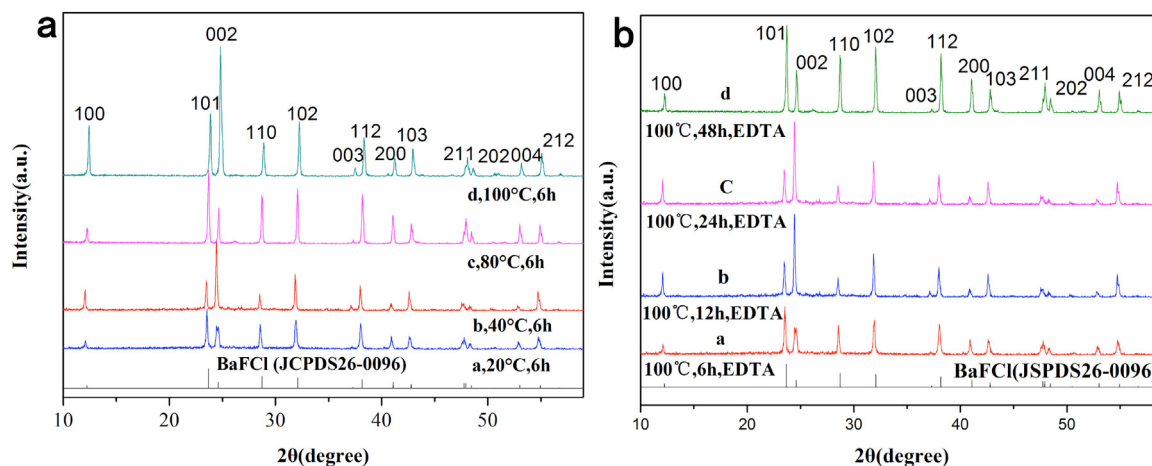 a
002
100
101
110
102
003
112
200
103
211
202
004
212
d,100°C,6h
c,80°C,6h
b,40°C,6h
BaFCl (JCPDS26-0096)
a,20°C,6h
Intensity(a.u.)
10 20 30 40 50
2θ(degree)
b
100
101
002
110
102
003
112
200
103
211
202
004
212
d
100℃,48h,EDTA
C
100℃,24h,EDTA
b
100℃,12h,EDTA
a
BaFCl(JSPDS26-0096
100℃,6h,EDTA
Intensity(a.u.)
10 20 30 40 50
2θ(degree)